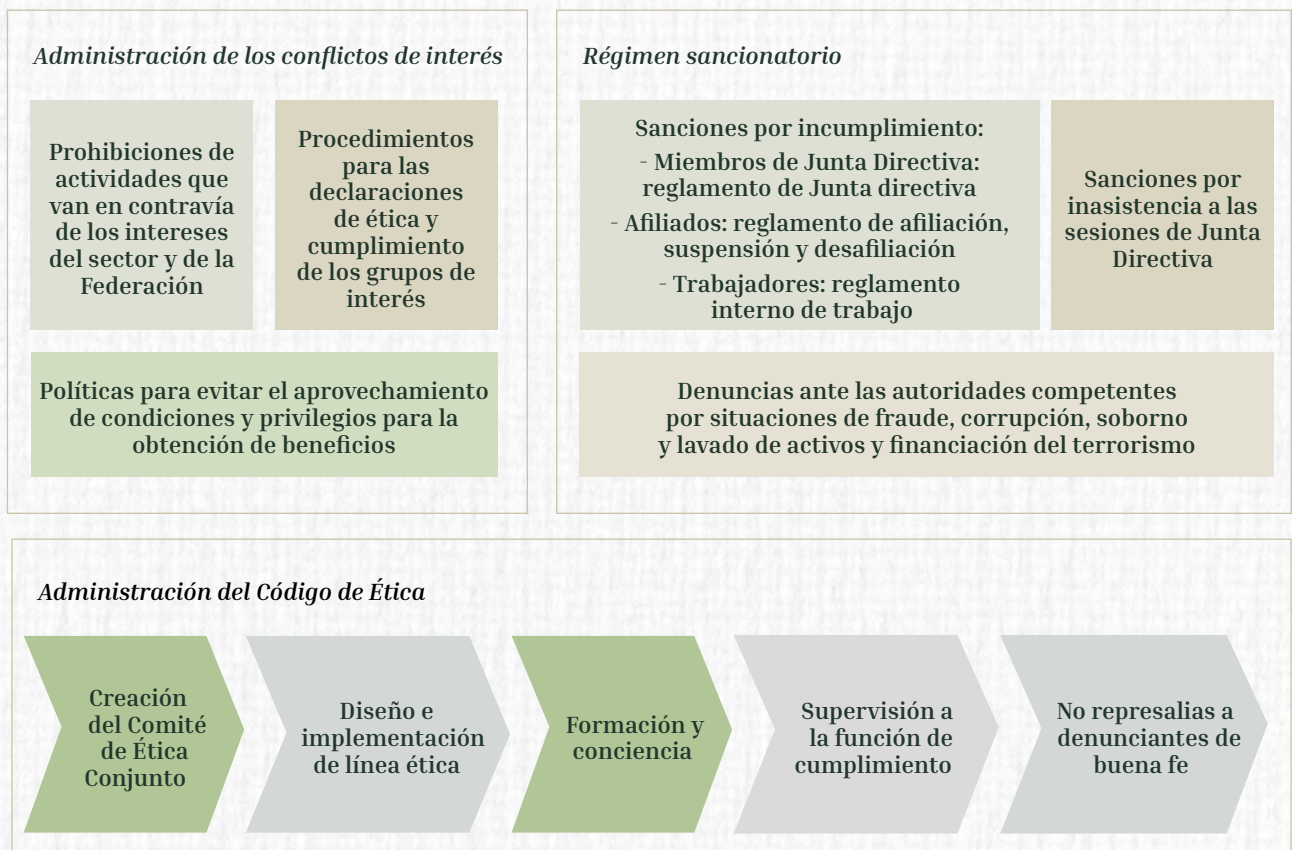 Administración de los conflictos de interés
Prohibiciones de
actividades que
van en contravía
de los intereses
del sector y de la
Federación
Procedimientos
para las
declaraciones
de ética y
cumplimiento
de los grupos de
interés
Políticas para evitar el aprovechamiento
de condiciones y privilegios para la
obtención de beneficios
Régimen sancionatorio
Sanciones por incumplimiento:
- Miembros de Junta Directiva:
reglamento de Junta directiva
- Afiliados: reglamento de afiliación,
suspensión y desafiliación
- Trabajadores: reglamento
interno de trabajo
Sanciones por
inasistencia a las
sesiones de Junta
Directiva
Denuncias ante las autoridades competentes
por situaciones de fraude, corrupción, soborno
y lavado de activos y financiación del terrorismo
Administración del Código de Ética
Creación
del Comité
de Ética
Conjunto
Diseño e
implementación
de línea ética
Formación y
conciencia
Supervisión a
la función de
cumplimiento
No represalias a
denunciantes de
buena fe